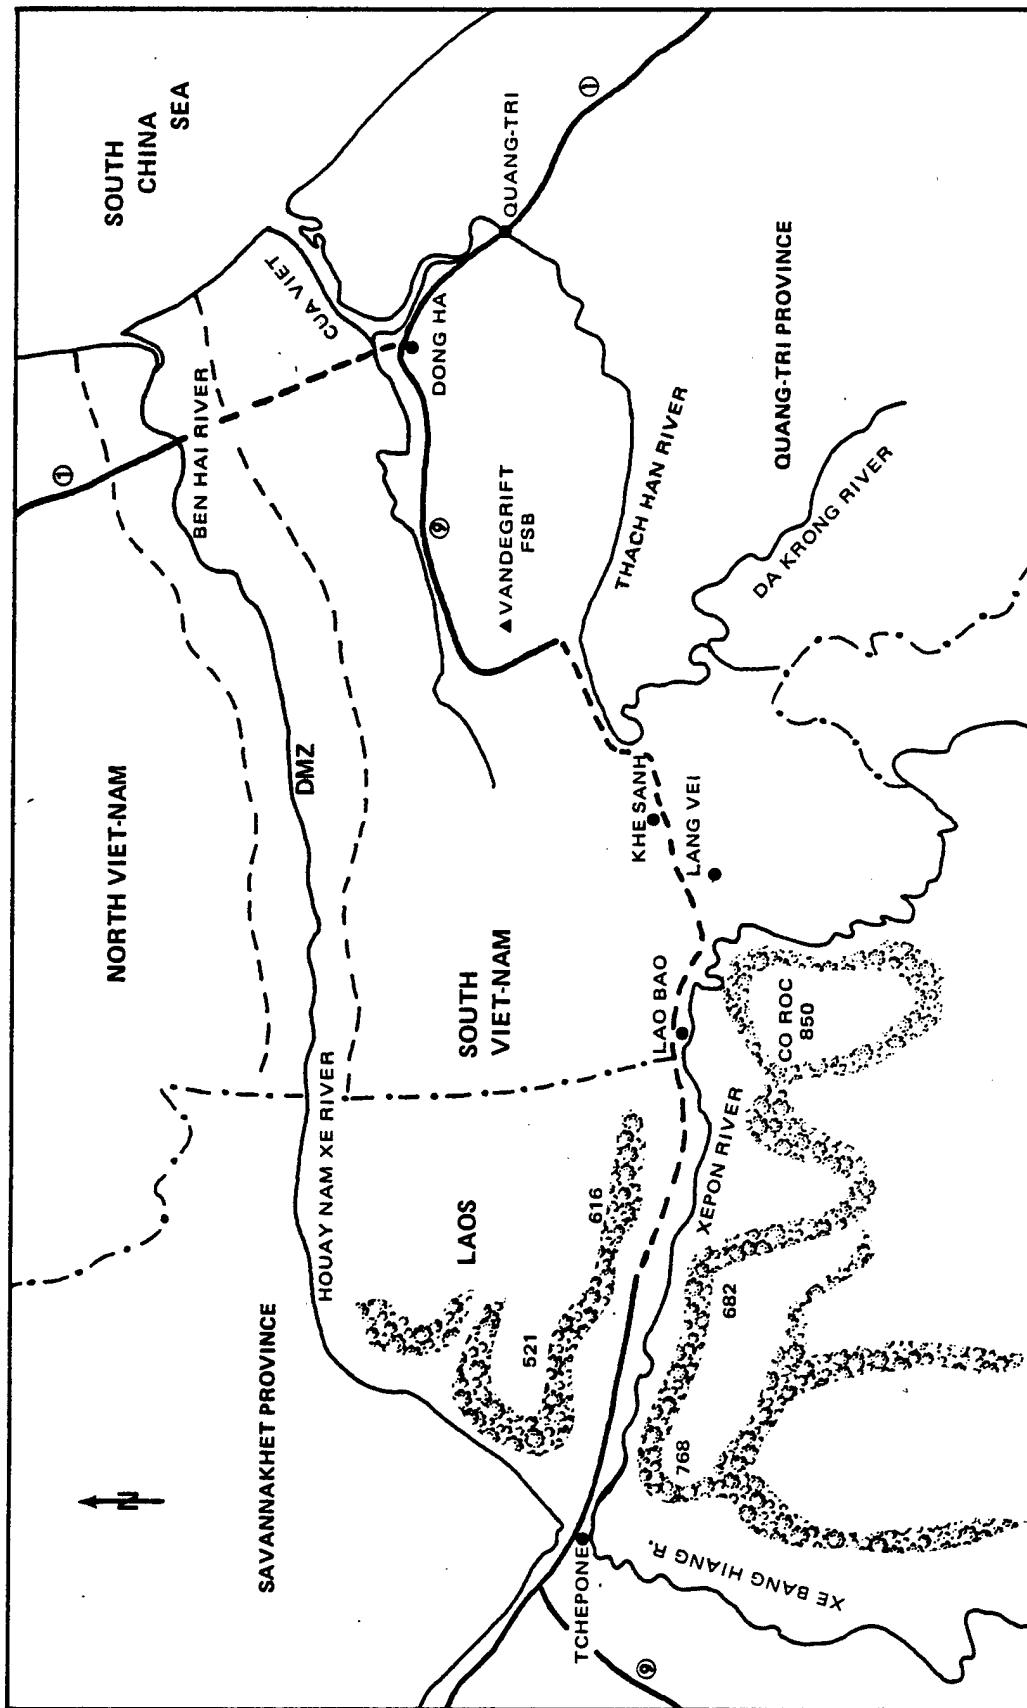 SOUTH
CHINA
SEA
NORTH VIET-NAM
SAVANNAKHET PROVINCE
N
①
BEN HAI RIVER
CUA VIET
DMZ
HOUAY NAM XE RIVER
DONG HA
QUANG-TRI
①
⑨
▲VANDEGRIFT
FSB
SOUTH
VIET-NAM
LAOS
521
616
THACH HAN RIVER
QUANG-TRI PROVINCE
DA KRONG RIVER
KHE SANH
LANG VEI
LAO BAO
TCHEPONE
XEPON RIVER
CO ROC
850
682
768
XE BANG HIANG R.
⑨